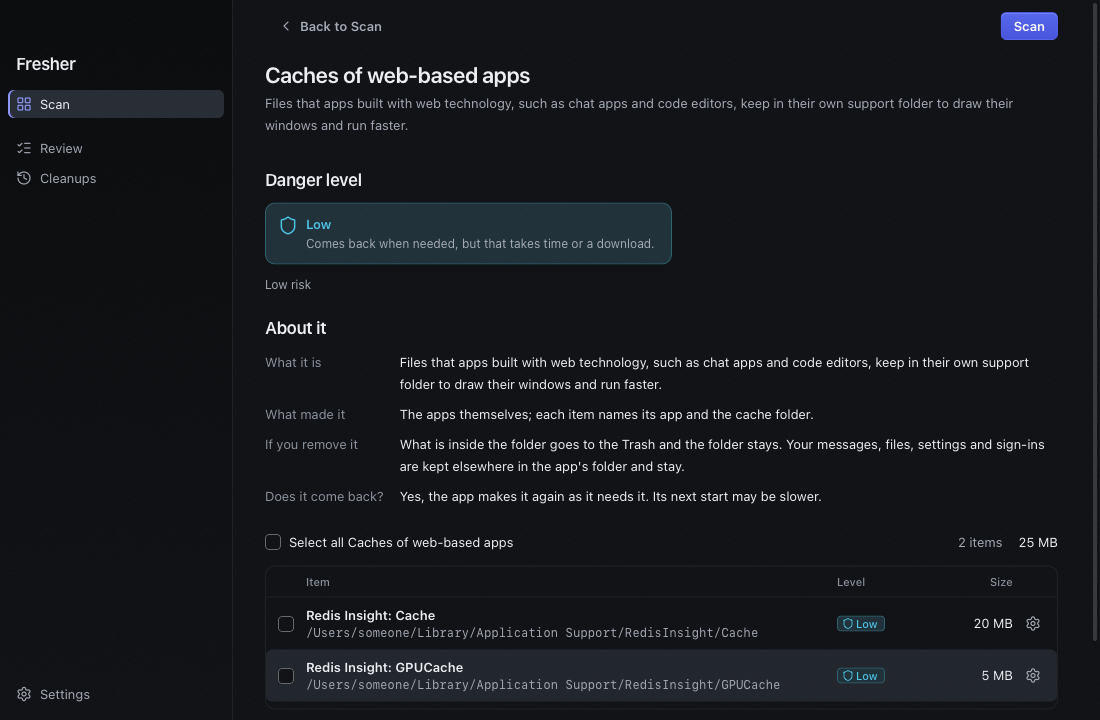 Back to Scan
Scan
Fresher
Scan
Review
Cleanups
Settings
Caches of web-based apps
Files that apps built with web technology, such as chat apps and code editors, keep in their own support folder to draw their
windows and run faster.
Danger level
Low
Comes back when needed, but that takes time or a download.
Low risk
About it
What it is
Files that apps built with web technology, such as chat apps and code editors, keep in their own support
folder to draw their windows and run faster.
What made it
The apps themselves; each item names its app and the cache folder.
If you remove it
What is inside the folder goes to the Trash and the folder stays. Your messages, files, settings and sign-ins
are kept elsewhere in the app's folder and stay.
Does it come back?
Yes, the app makes it again as it needs it. Its next start may be slower.
Select all Caches of web-based apps
2 items 25 MB
Item Level Size
Redis Insight: Cache
/Users/someone/Library/Application Support/RedisInsight/Cache
Low
20 MB
Redis Insight: GPUCache
/Users/someone/Library/Application Support/RedisInsight/GPUCache
Low
5 MB